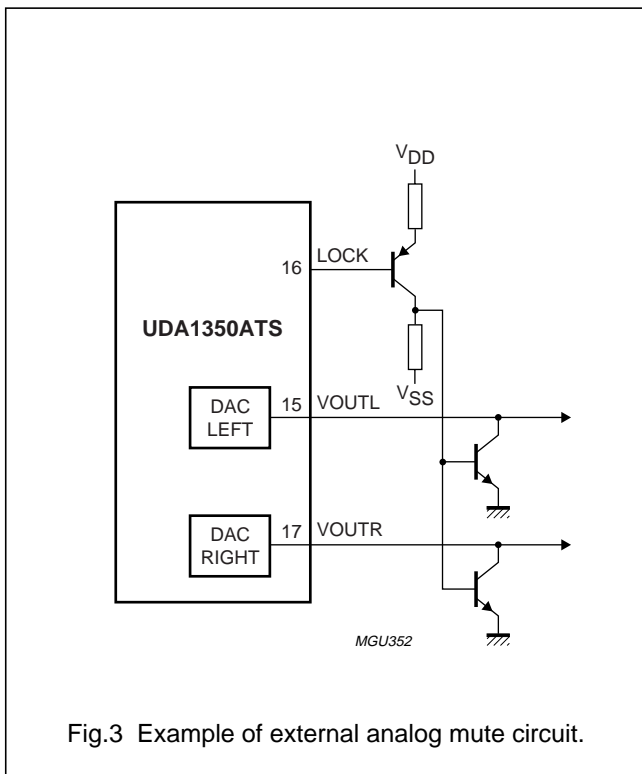 VDD
16 LOCK
UDA1350ATS
VSS
DAC
LEFT
15 VOUTL
DAC
RIGHT
17 VOUTR
MGU352
Fig.3 Example of external analog mute circuit.